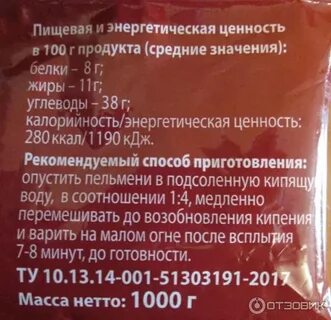 Пищевая и энергетическая ценность
в 100 г продукта (средние значения):
белки – 8 г;
жиры – 11г;
углеводы – 38 г;
калорийность/энергетическая ценность:
280 ккал/1190 кДж.
Рекомендуемый способ приготовления:
опустить пельмени в подсоленную кипящую
воду, в соотношении 1:4, медленно
перемешивать до возобновления кипения
и варить на малом огне после всплытия
7-8 минут, до готовности.
ТУ 10.13.14-001-51303191-2017
Масса нетто: 1000 г
ОТЗОВИК